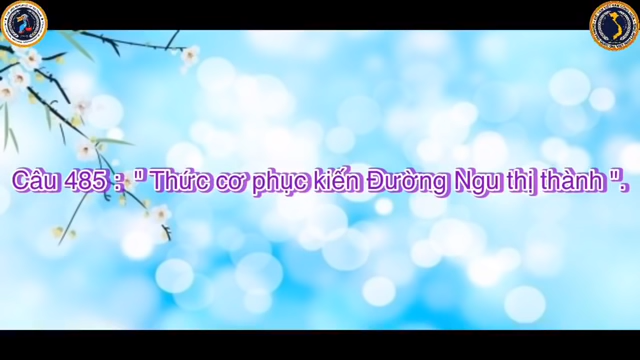 Câu 485 : " Thức cơ phục kiến Đường Ngu thị thành ".